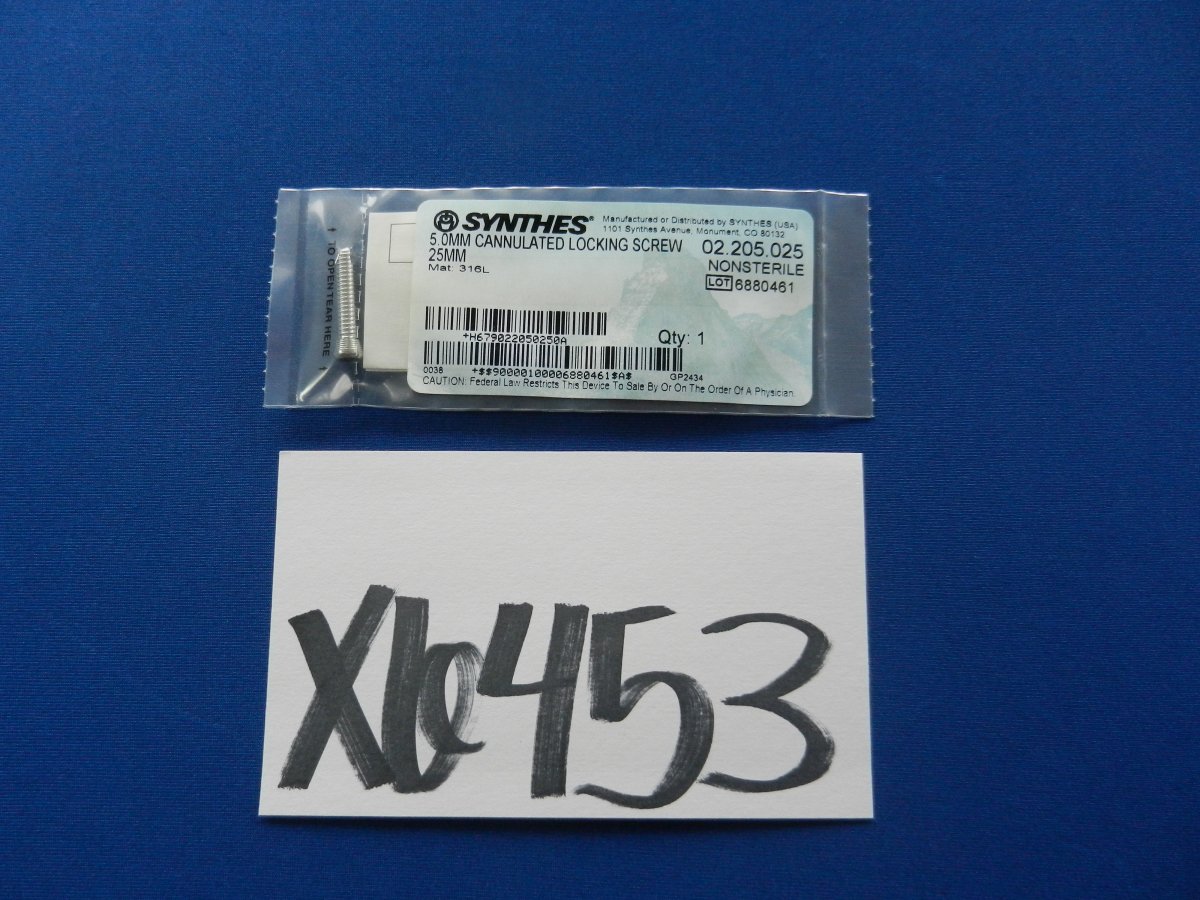 ↑ TO OPEN TEAR HERE ↑
SYNTHES®
Manufactured or Distributed by SYNTHES (USA)
1101 Synthes Avenue, Monument, CO 80132
5.0MM CANNULATED LOCKING SCREW
25MM
Mat: 316L
02.205.025
NONSTERILE
LOT 6880461
+H679022050250A
Qty: 1
0038 +$$90000100006880461$A$ GP2434
CAUTION: Federal Law Restricts This Device To Sale By Or On The Order Of A Physician.
Xb453